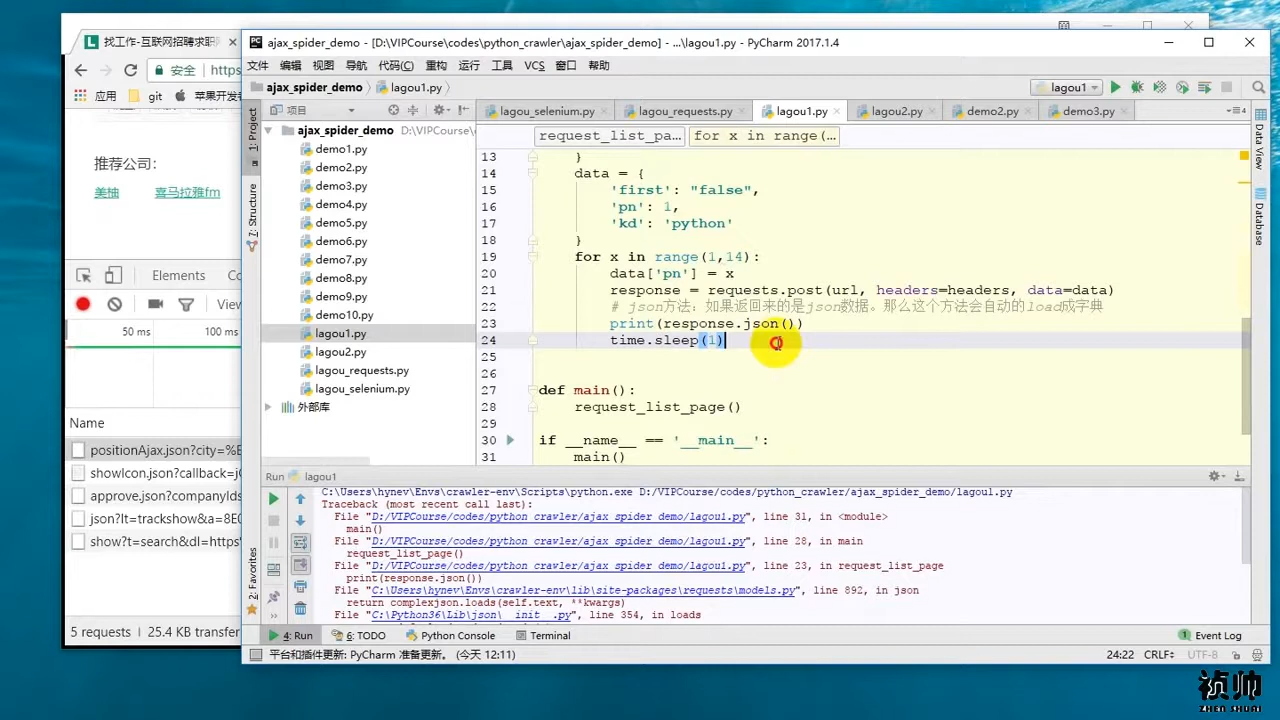 找工作-互联网招聘求职
安全 https
应用 git 苹果开发者
推荐公司：
美柚 喜马拉雅fm
Elements Co
View
50 ms 100 ms
Name
positionAjax.json?city=%E
showIcon.json?callback=jC
approve.json?companyIds
json?lt=trackshow&a=8E0
show?t=search&dl=https%
5 requests 25.4 KB transfer
ajax_spider_demo - [D:\VIPCourse\codes\python_crawler\ajax_spider_demo] - ...\lagou1.py - PyCharm 2017.1.4
文件 编辑 视图 导航 代码(C) 重构 运行 工具 VCS 窗口 帮助
ajax_spider_demo lagou1.py lagou1
项目
lagou_selenium.py lagou_requests.py lagou1.py lagou2.py demo2.py demo3.py
ajax_spider_demo D:\VIPCourse
demo1.py
demo2.py
demo3.py
demo4.py
demo5.py
demo6.py
demo7.py
demo8.py
demo9.py
demo10.py
lagou1.py
lagou2.py
lagou_requests.py
lagou_selenium.py
外部库
1: Project
7: Structure
2: Favorites
Data View
Database
request_list_pa... for x in range(...
13 }
14 data = {
15 'first': "false",
16 'pn': 1,
17 'kd': 'python'
18 }
19 for x in range(1,14):
20 data['pn'] = x
21 response = requests.post(url, headers=headers, data=data)
22 # json方法：如果返回来的是json数据。那么这个方法会自动的load成字典
23 print(response.json())
24 time.sleep(1)
25
26
27 def main():
28 request_list_page()
29
30 if __name__ == '__main__':
31 main()
Run lagou1
C:\Users\hynev\Envs\crawler-env\Scripts\python.exe D:/VIPCourse/codes/python_crawler/ajax_spider_demo/lagou1.py
Traceback (most recent call last):
File "D:/VIPCourse/codes/python_crawler/ajax_spider_demo/lagou1.py", line 31, in <module>
main()
File "D:/VIPCourse/codes/python_crawler/ajax_spider_demo/lagou1.py", line 28, in main
request_list_page()
File "D:/VIPCourse/codes/python_crawler/ajax_spider_demo/lagou1.py", line 23, in request_list_page
print(response.json())
File "C:\Users\hynev\Envs\crawler-env\lib\site-packages\requests\models.py", line 892, in json
return complexjson.loads(self.text, **kwargs)
File "C:\Python36\Lib\json\__init__.py", line 354, in loads
4: Run 6: TODO Python Console Terminal 1 Event Log
平台和插件更新: PyCharm 准备更新。 (今天 12:11) 24:22 CRLF UTF-8
祯帅
ZHEN SHUAI